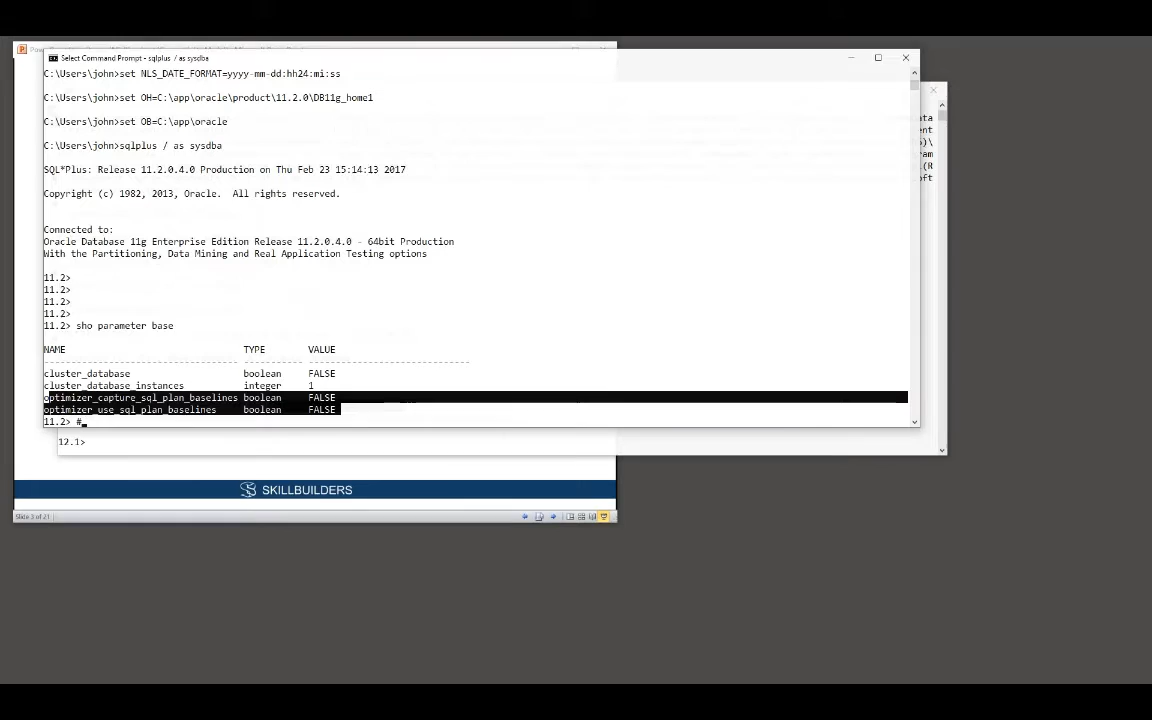 Select Command Prompt - sqlplus / as sysdba
C:\Users\john>set NLS_DATE_FORMAT=yyyy-mm-dd:hh24:mi:ss
C:\Users\john>set OH=C:\app\oracle\product\11.2.0\DB11g_home1
C:\Users\john>set OB=C:\app\oracle
C:\Users\john>sqlplus / as sysdba
SQL*Plus: Release 11.2.0.4.0 Production on Thu Feb 23 15:14:13 2017
Copyright (c) 1982, 2013, Oracle.  All rights reserved.
Connected to:
Oracle Database 11g Enterprise Edition Release 11.2.0.4.0 - 64bit Production
With the Partitioning, Data Mining and Real Application Testing options
11.2>
11.2>
11.2>
11.2>
11.2> sho parameter base
NAME TYPE VALUE
------------------------------------ ----------- ------------------------------
cluster_database boolean FALSE
cluster_database_instances integer 1
optimizer_capture_sql_plan_baselines boolean FALSE
optimizer_use_sql_plan_baselines boolean FALSE
11.2> #_
12.1>
SKILLBUILDERS
Slide 3 of 21